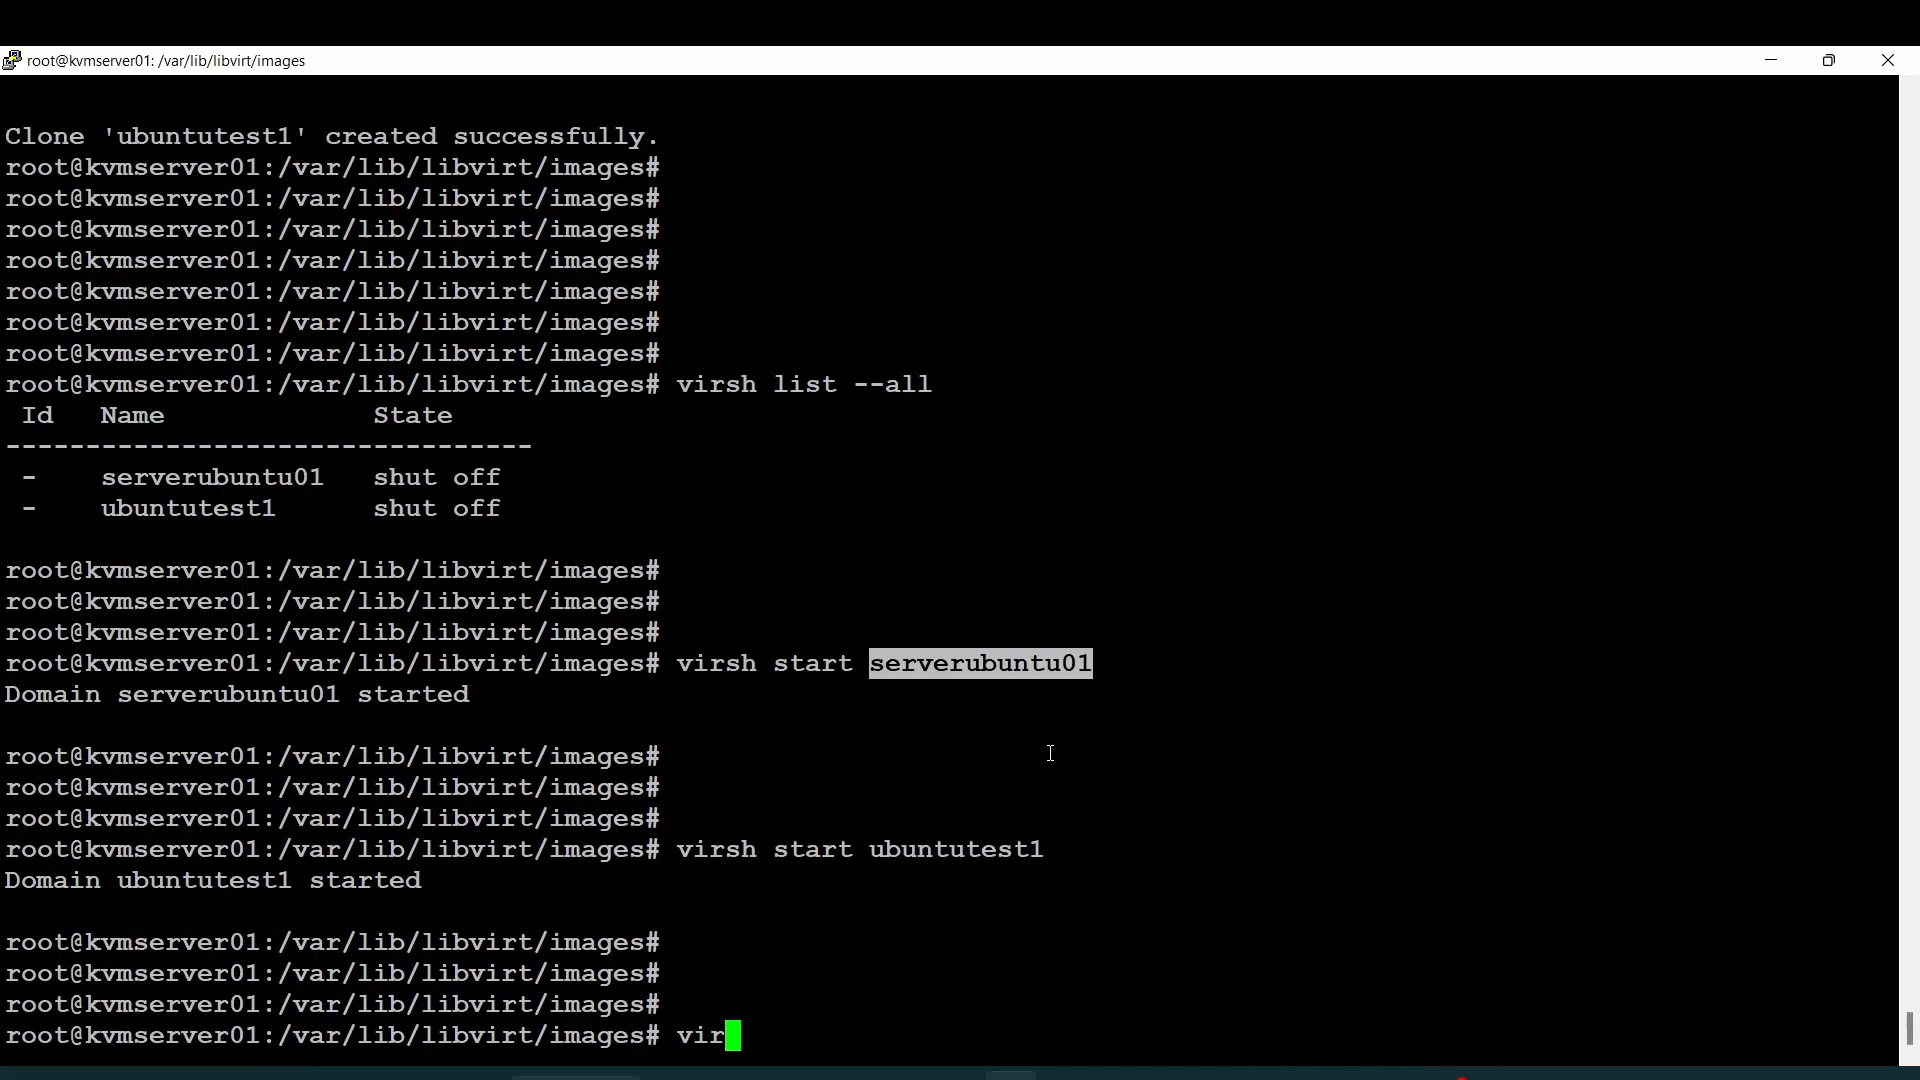 root@kvmserver01: /var/lib/libvirt/images
Clone 'ubuntutest1' created successfully.
root@kvmserver01:/var/lib/libvirt/images#
root@kvmserver01:/var/lib/libvirt/images#
root@kvmserver01:/var/lib/libvirt/images#
root@kvmserver01:/var/lib/libvirt/images#
root@kvmserver01:/var/lib/libvirt/images#
root@kvmserver01:/var/lib/libvirt/images#
root@kvmserver01:/var/lib/libvirt/images#
root@kvmserver01:/var/lib/libvirt/images# virsh list --all
 Id   Name             State
---------------------------------
 -    serverubuntu01   shut off
 -    ubuntutest1      shut off
root@kvmserver01:/var/lib/libvirt/images#
root@kvmserver01:/var/lib/libvirt/images#
root@kvmserver01:/var/lib/libvirt/images#
root@kvmserver01:/var/lib/libvirt/images# virsh start serverubuntu01
Domain serverubuntu01 started
root@kvmserver01:/var/lib/libvirt/images#
root@kvmserver01:/var/lib/libvirt/images#
root@kvmserver01:/var/lib/libvirt/images#
root@kvmserver01:/var/lib/libvirt/images# virsh start ubuntutest1
Domain ubuntutest1 started
root@kvmserver01:/var/lib/libvirt/images#
root@kvmserver01:/var/lib/libvirt/images#
root@kvmserver01:/var/lib/libvirt/images#
root@kvmserver01:/var/lib/libvirt/images# vir